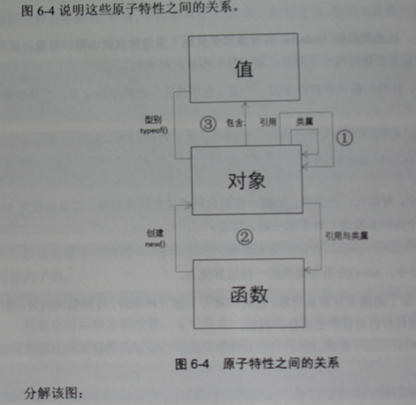 图 6-4 说明这些原子特性之间的关系。
值
型别
typeof()
③
包含
引用
类属
①
对象
创建
new()
②
引用与类属
函数
图 6-4 原子特性之间的关系
分解该图：